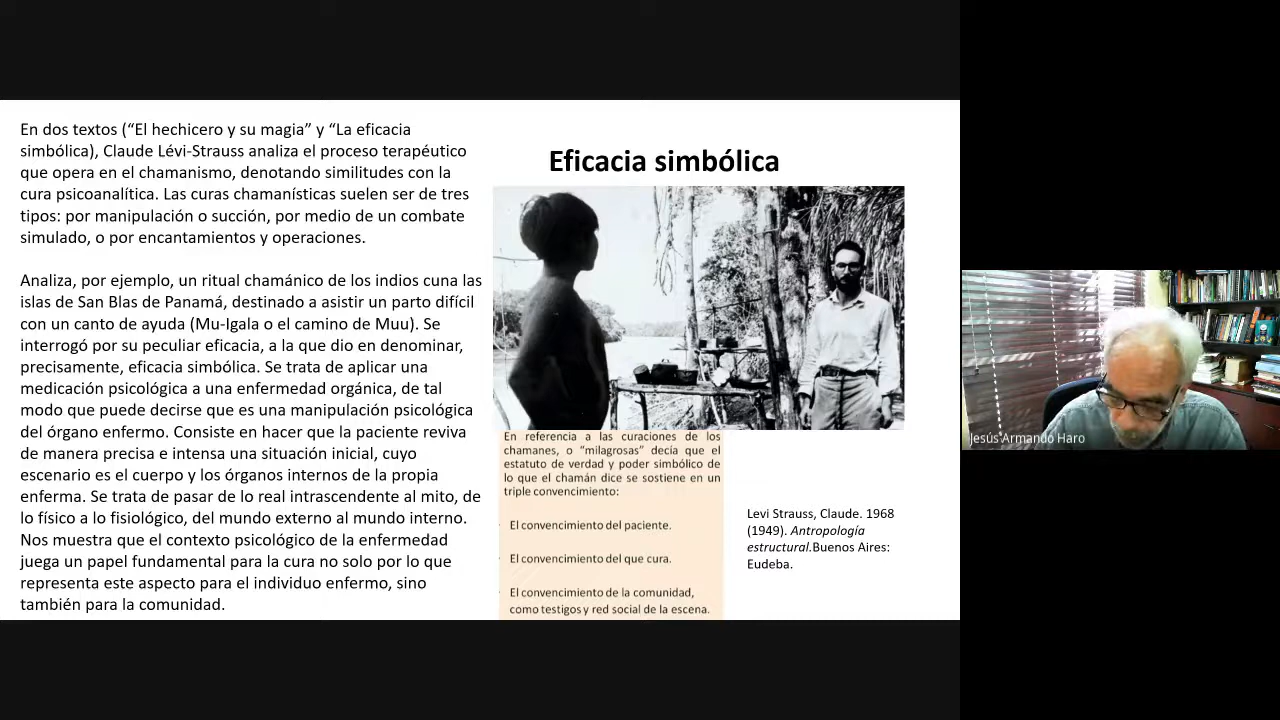 En dos textos (“El hechicero y su magia” y “La eficacia
simbólica), Claude Lévi-Strauss analiza el proceso terapéutico
que opera en el chamanismo, denotando similitudes con la
cura psicoanalítica. Las curas chamanísticas suelen ser de tres
tipos: por manipulación o succión, por medio de un combate
simulado, o por encantamientos y operaciones.
Analiza, por ejemplo, un ritual chamánico de los indios cuna las
islas de San Blas de Panamá, destinado a asistir un parto difícil
con un canto de ayuda (Mu-Igala o el camino de Muu). Se
interrogó por su peculiar eficacia, a la que dio en denominar,
precisamente, eficacia simbólica. Se trata de aplicar una
medicación psicológica a una enfermedad orgánica, de tal
modo que puede decirse que es una manipulación psicológica
del órgano enfermo. Consiste en hacer que la paciente reviva
de manera precisa e intensa una situación inicial, cuyo
escenario es el cuerpo y los órganos internos de la propia
enferma. Se trata de pasar de lo real intrascendente al mito, de
lo físico a lo fisiológico, del mundo externo al mundo interno.
Nos muestra que el contexto psicológico de la enfermedad
juega un papel fundamental para la cura no solo por lo que
representa este aspecto para el individuo enfermo, sino
también para la comunidad.
Eficacia simbólica
En referencia a las curaciones de los
chamanes, o “milagrosas” decía que el
estatuto de verdad y poder simbólico de
lo que el chamán dice se sostiene en un
triple convencimiento:
El convencimiento del paciente.
El convencimiento del que cura.
El convencimiento de la comunidad,
como testigos y red social de la escena.
Levi Strauss, Claude. 1968
(1949). Antropología
estructural.Buenos Aires:
Eudeba.
Jesús Armando Haro